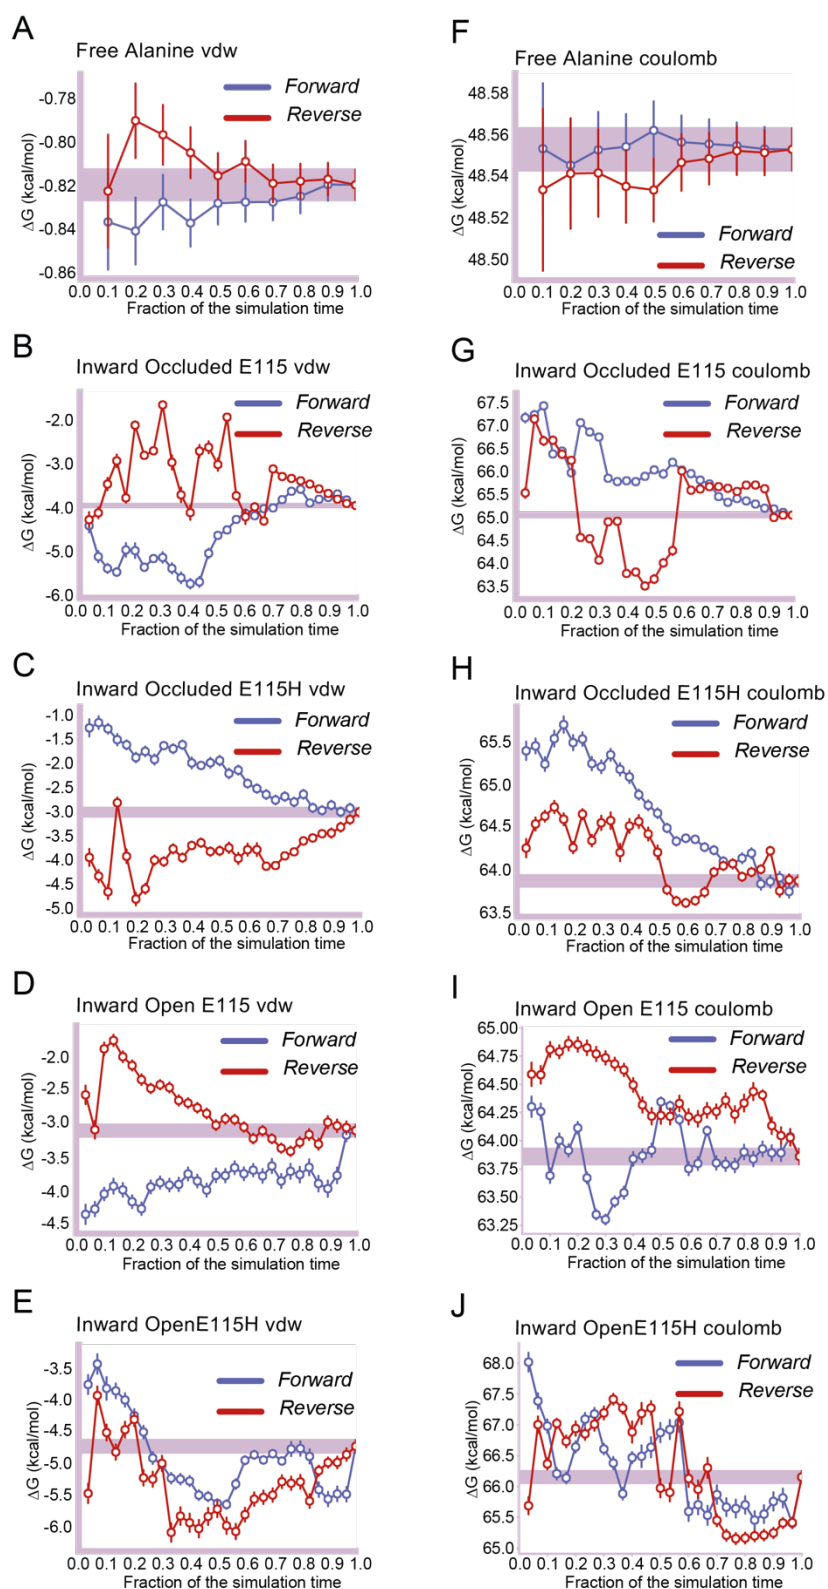 A
Free Alanine vdw
Forward
Reverse
-0.78
-0.80
-0.82
-0.84
-0.86
ΔG (kcal/mol)
0.0 0.1 0.2 0.3 0.4 0.5 0.6 0.7 0.8 0.9 1.0
Fraction of the simulation time
F
Free Alanine coulomb
48.58
48.56
48.54
48.52
48.50
ΔG (kcal/mol)
Forward
Reverse
0.0 0.1 0.2 0.3 0.4 0.5 0.6 0.7 0.8 0.9 1.0
Fraction of the simulation time
B
Inward Occluded E115 vdw
Forward
Reverse
-2.0
-3.0
-4.0
-5.0
-6.0
ΔG (kcal/mol)
0.0 0.1 0.2 0.3 0.4 0.5 0.6 0.7 0.8 0.9 1.0
Fraction of the simulation time
G
Inward Occluded E115 coulomb
Forward
Reverse
67.5
67.0
66.5
66.0
65.5
65.0
64.5
64.0
63.5
ΔG (kcal/mol)
0.0 0.1 0.2 0.3 0.4 0.5 0.6 0.7 0.8 0.9 1.0
Fraction of the simulation time
C
Inward Occluded E115H vdw
Forward
Reverse
-1.0
-1.5
-2.0
-2.5
-3.0
-3.5
-4.0
-4.5
-5.0
ΔG (kcal/mol)
0.0 0.1 0.2 0.3 0.4 0.5 0.6 0.7 0.8 0.9 1.0
Fraction of the simulation time
H
Inward Occluded E115H coulomb
Forward
Reverse
65.5
65.0
64.5
64.0
63.5
ΔG (kcal/mol)
0.0 0.1 0.2 0.3 0.4 0.5 0.6 0.7 0.8 0.9 1.0
Fraction of the simulation time
D
Inward Open E115 vdw
Forward
Reverse
-2.0
-2.5
-3.0
-3.5
-4.0
-4.5
ΔG (kcal/mol)
0.0 0.1 0.2 0.3 0.4 0.5 0.6 0.7 0.8 0.9 1.0
Fraction of the simulation time
I
Inward Open E115 coulomb
Forward
Reverse
65.00
64.75
64.50
64.25
64.00
63.75
63.50
63.25
ΔG (kcal/mol)
0.0 0.1 0.2 0.3 0.4 0.5 0.6 0.7 0.8 0.9 1.0
Fraction of the simulation time
E
Inward OpenE115H vdw
Forward
Reverse
-3.5
-4.0
-4.5
-5.0
-5.5
-6.0
ΔG (kcal/mol)
0.0 0.1 0.2 0.3 0.4 0.5 0.6 0.7 0.8 0.9 1.0
Fraction of the simulation time
J
Inward OpenE115H coulomb
Forward
Reverse
68.0
67.5
67.0
66.5
66.0
65.5
65.0
ΔG (kcal/mol)
0.0 0.1 0.2 0.3 0.4 0.5 0.6 0.7 0.8 0.9 1.0
Fraction of the simulation time